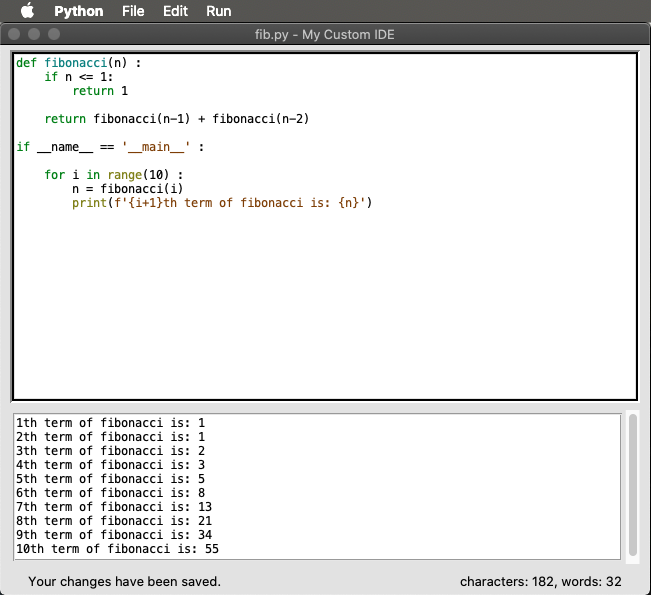 Python File Edit Run
fib.py - My Custom IDE
def fibonacci(n) :
    if n <= 1:
        return 1
    return fibonacci(n-1) + fibonacci(n-2)
if __name__ == '__main__' :
    for i in range(10) :
        n = fibonacci(i)
        print(f'{i+1}th term of fibonacci is: {n}')
1th term of fibonacci is: 1
2th term of fibonacci is: 1
3th term of fibonacci is: 2
4th term of fibonacci is: 3
5th term of fibonacci is: 5
6th term of fibonacci is: 8
7th term of fibonacci is: 13
8th term of fibonacci is: 21
9th term of fibonacci is: 34
10th term of fibonacci is: 55
Your changes have been saved. characters: 182, words: 32